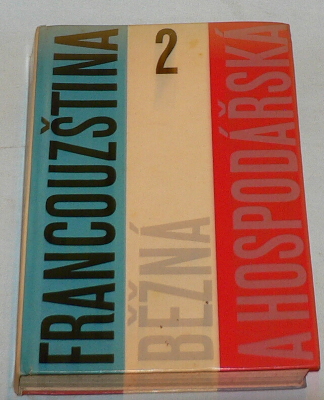 FRANCOUZŠTINA
2
BĚŽNÁ
A HOSPODÁŘSKÁ